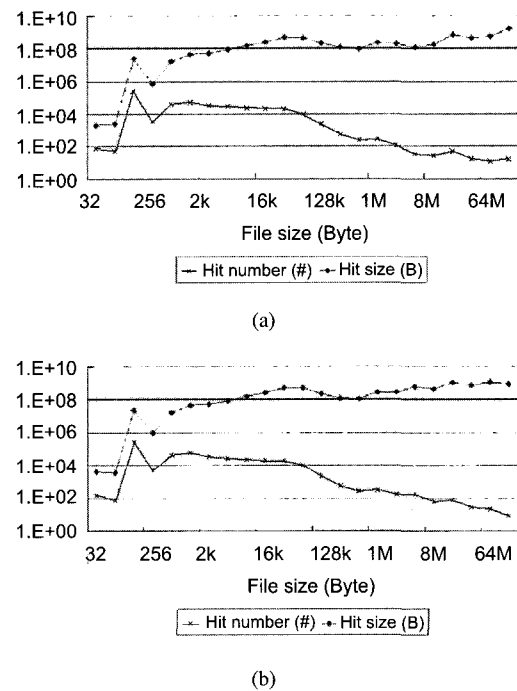 1.E+10
1.E+08
1.E+06
1.E+04
1.E+02
1.E+00
32 256 2k 16k 128k 1M 8M 64M
File size (Byte)
Hit number (#) Hit size (B)
(a)
1.E+10
1.E+08
1.E+06
1.E+04
1.E+02
1.E+00
32 256 2k 16k 128k 1M 8M 64M
File size (Byte)
Hit number (#) Hit size (B)
(b)